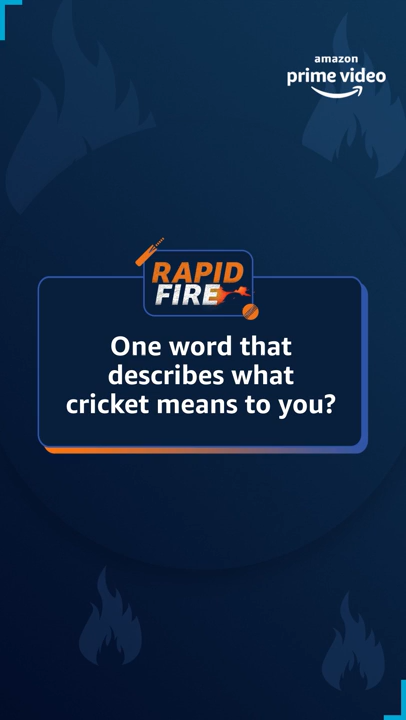 amazon
prime video
RAPID
FIRE
One word that
describes what
cricket means to you?